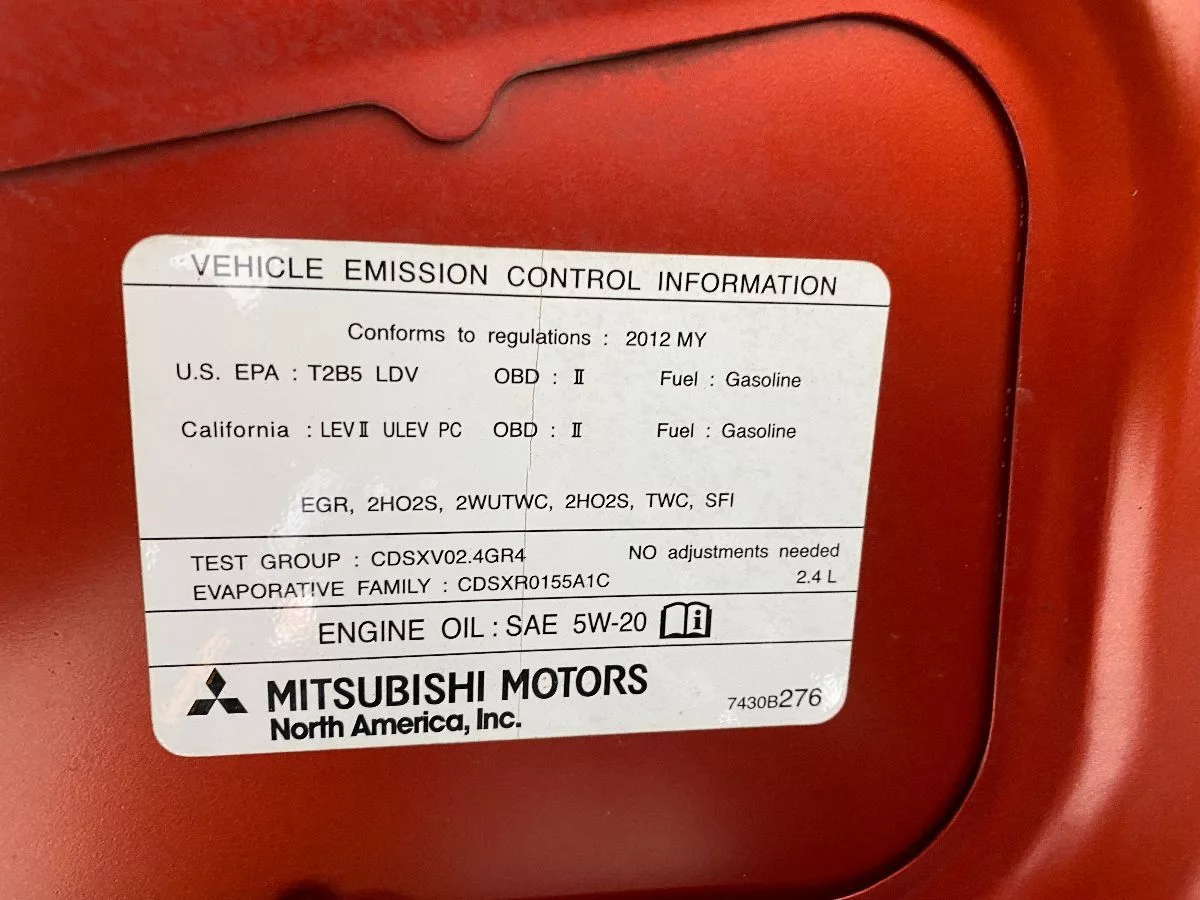 VEHICLE EMISSION CONTROL INFORMATION
Conforms to regulations : 2012 MY
U.S. EPA : T2B5 LDV OBD : II Fuel : Gasoline
California : LEV II ULEV PC OBD : II Fuel : Gasoline
EGR, 2HO2S, 2WUTWC, 2HO2S, TWC, SFI
TEST GROUP : CDSXV02.4GR4 NO adjustments needed
EVAPORATIVE FAMILY : CDSXR0155A1C 2.4 L
ENGINE OIL : SAE 5W-20
MITSUBISHI MOTORS
North America, Inc. 7430B276